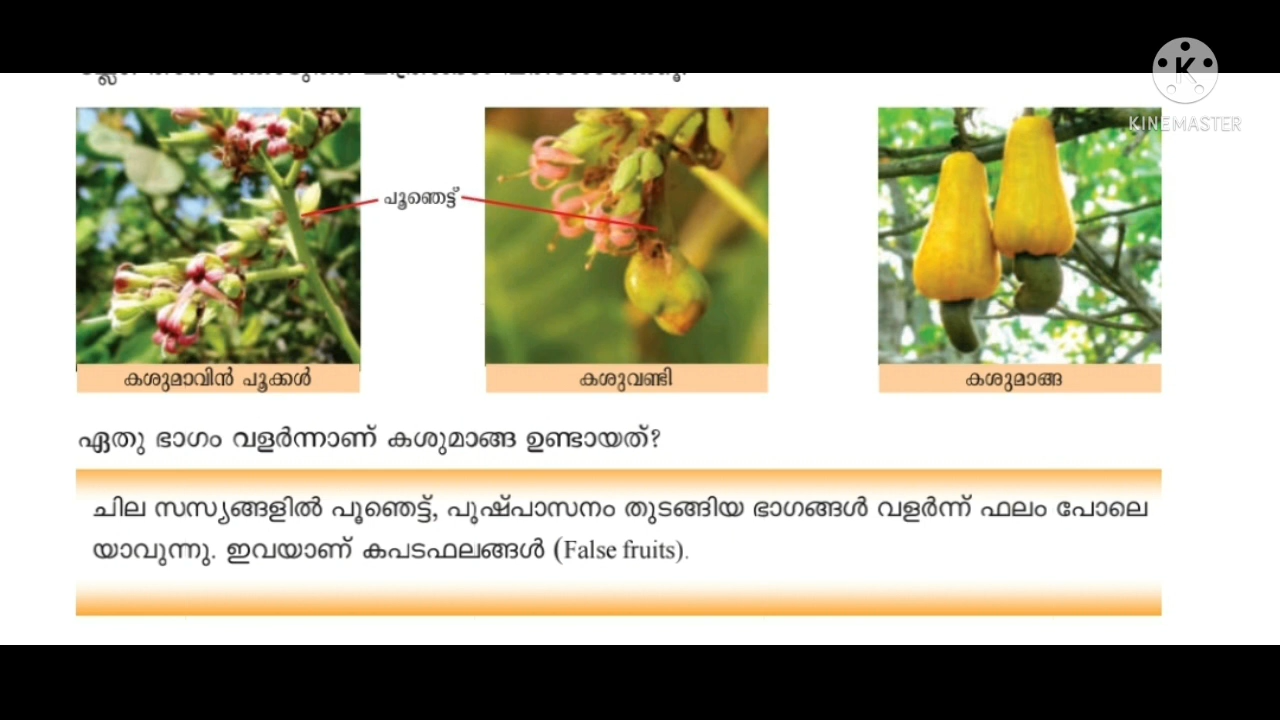 KINEMASTER
പൂഞെട്ട്
കശുമാവിൻ പൂക്കൾ
കശുവണ്ടി
കശുമാങ്ങ
ഏതു ഭാഗം വളർന്നാണ് കശുമാങ്ങ ഉണ്ടായത്?
ചില സസ്യങ്ങളിൽ പൂഞെട്ട്, പുഷ്പാസനം തുടങ്ങിയ ഭാഗങ്ങൾ വളർന്ന് ഫലം പോലെ
യാവുന്നു. ഇവയാണ് കപടഫലങ്ങൾ (False fruits).